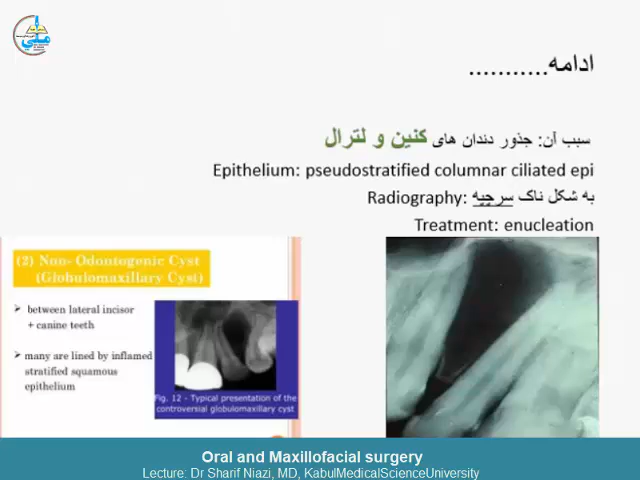 ملی
ادامه...........
سبب آن: جذور دندان های کنین و لترال
Epithelium: pseudostratified columnar ciliated epi
Radiography: به شکل ناک سرچپه
Treatment: enucleation
(2) Non- Odontogenic Cyst
(Globulomaxillary Cyst)
➢ between lateral incisor
+ canine teeth
➢ many are lined by inflamed
stratified squamous
epithelium
Fig. 12 - Typical presentation of the
controversial globulomaxillary cyst
Oral and Maxillofacial surgery
Lecture: Dr Sharif Niazi, MD, KabulMedicalScienceUniversity